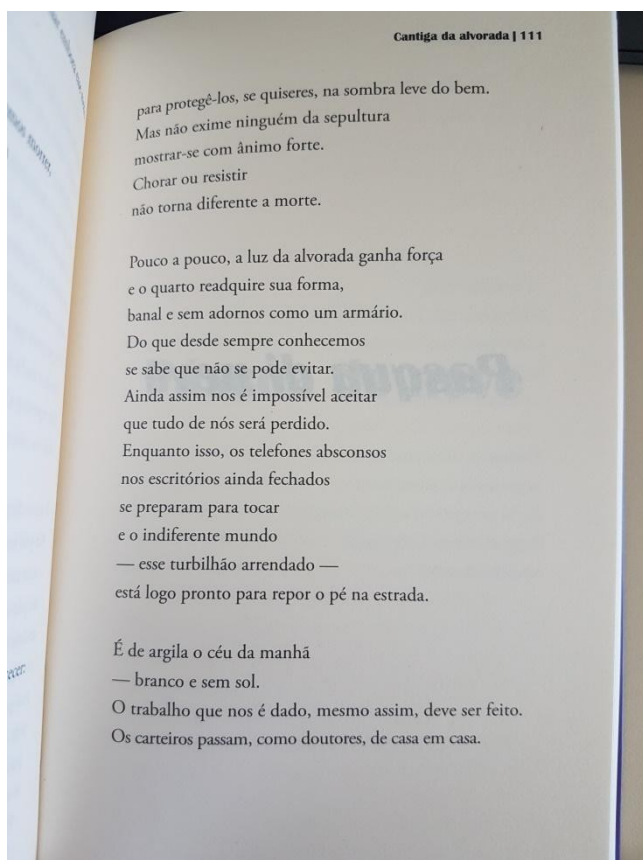 Cantiga da alvorada | 111
para protegê-los, se quiseres, na sombra leve do bem.
Mas não exime ninguém da sepultura
mostrar-se com ânimo forte.
Chorar ou resistir
não torna diferente a morte.
Pouco a pouco, a luz da alvorada ganha força
e o quarto readquire sua forma,
banal e sem adornos como um armário.
Do que desde sempre conhecemos
se sabe que não se pode evitar.
Ainda assim nos é impossível aceitar
que tudo de nós será perdido.
Enquanto isso, os telefones absconsos
nos escritórios ainda fechados
se preparam para tocar
e o indiferente mundo
— esse turbilhão arrendado —
está logo pronto para repor o pé na estrada.
É de argila o céu da manhã
— branco e sem sol.
O trabalho que nos é dado, mesmo assim, deve ser feito.
Os carteiros passam, como doutores, de casa em casa.